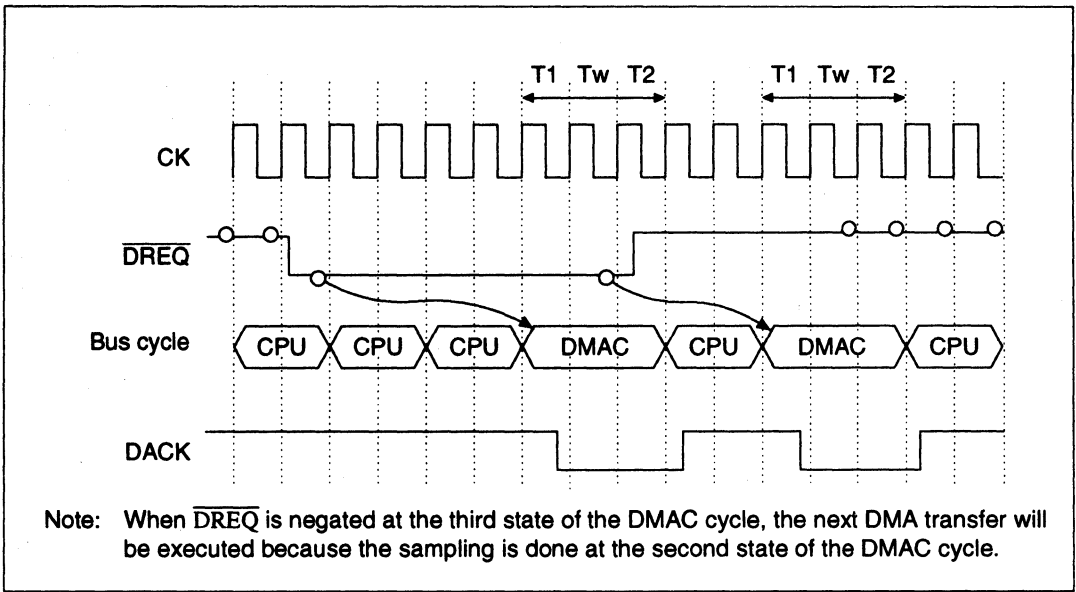 T1 Tw T2 T1 Tw T2
CK
DREQ
Bus cycle CPU CPU CPU DMAC CPU DMAC CPU
DACK
Note: When DREQ is negated at the third state of the DMAC cycle, the next DMA transfer will
be executed because the sampling is done at the second state of the DMAC cycle.